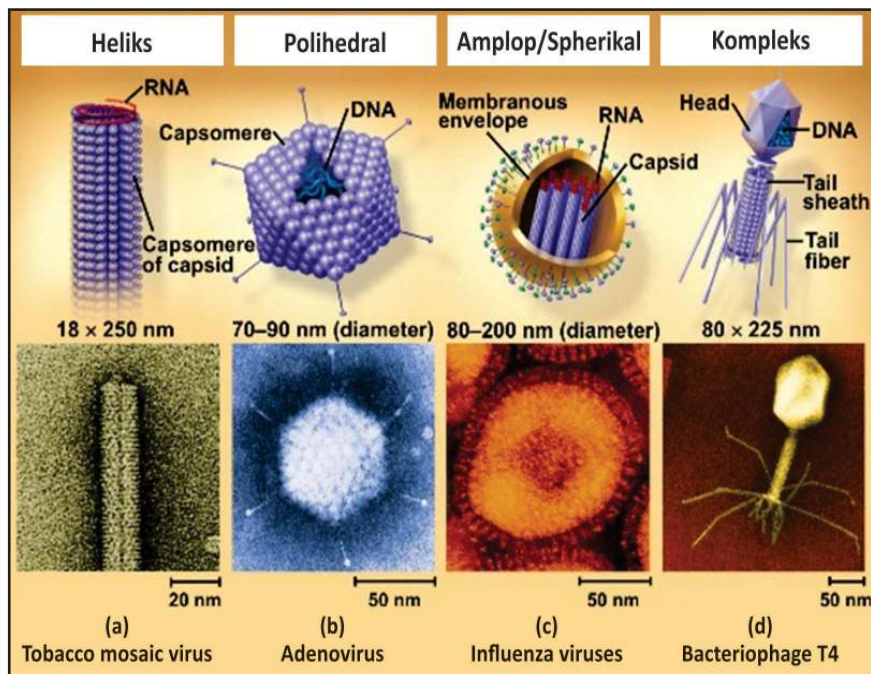 Heliks
Polihedral
Amplop/Spherikal
Kompleks
RNA
Capsomere
of capsid
18 × 250 nm
Capsomere
DNA
70–90 nm (diameter)
Membranous
envelope
RNA
Capsid
80–200 nm (diameter)
Head
DNA
Tail
sheath
Tail
fiber
80 × 225 nm
20 nm
50 nm
50 nm
50 nm
(a)
Tobacco mosaic virus
(b)
Adenovirus
(c)
Influenza viruses
(d)
Bacteriophage T4